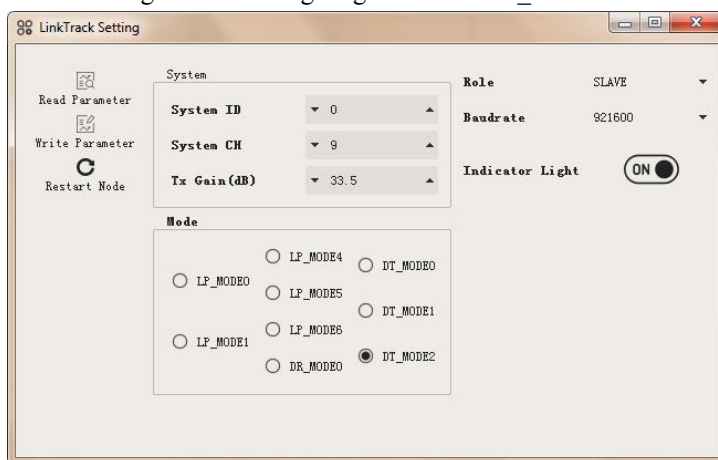 LinkTrack Setting
Read Parameter
Write Parameter
Restart Node
System
System ID
0
System CH
9
Tx Gain(dB)
33.5
Role
SLAVE
Baudrate
921600
Indicator Light
ON
Mode
LP_MODE0
LP_MODE1
LP_MODE4
LP_MODE5
LP_MODE6
DR_MODE0
DT_MODE0
DT_MODE1
DT_MODE2